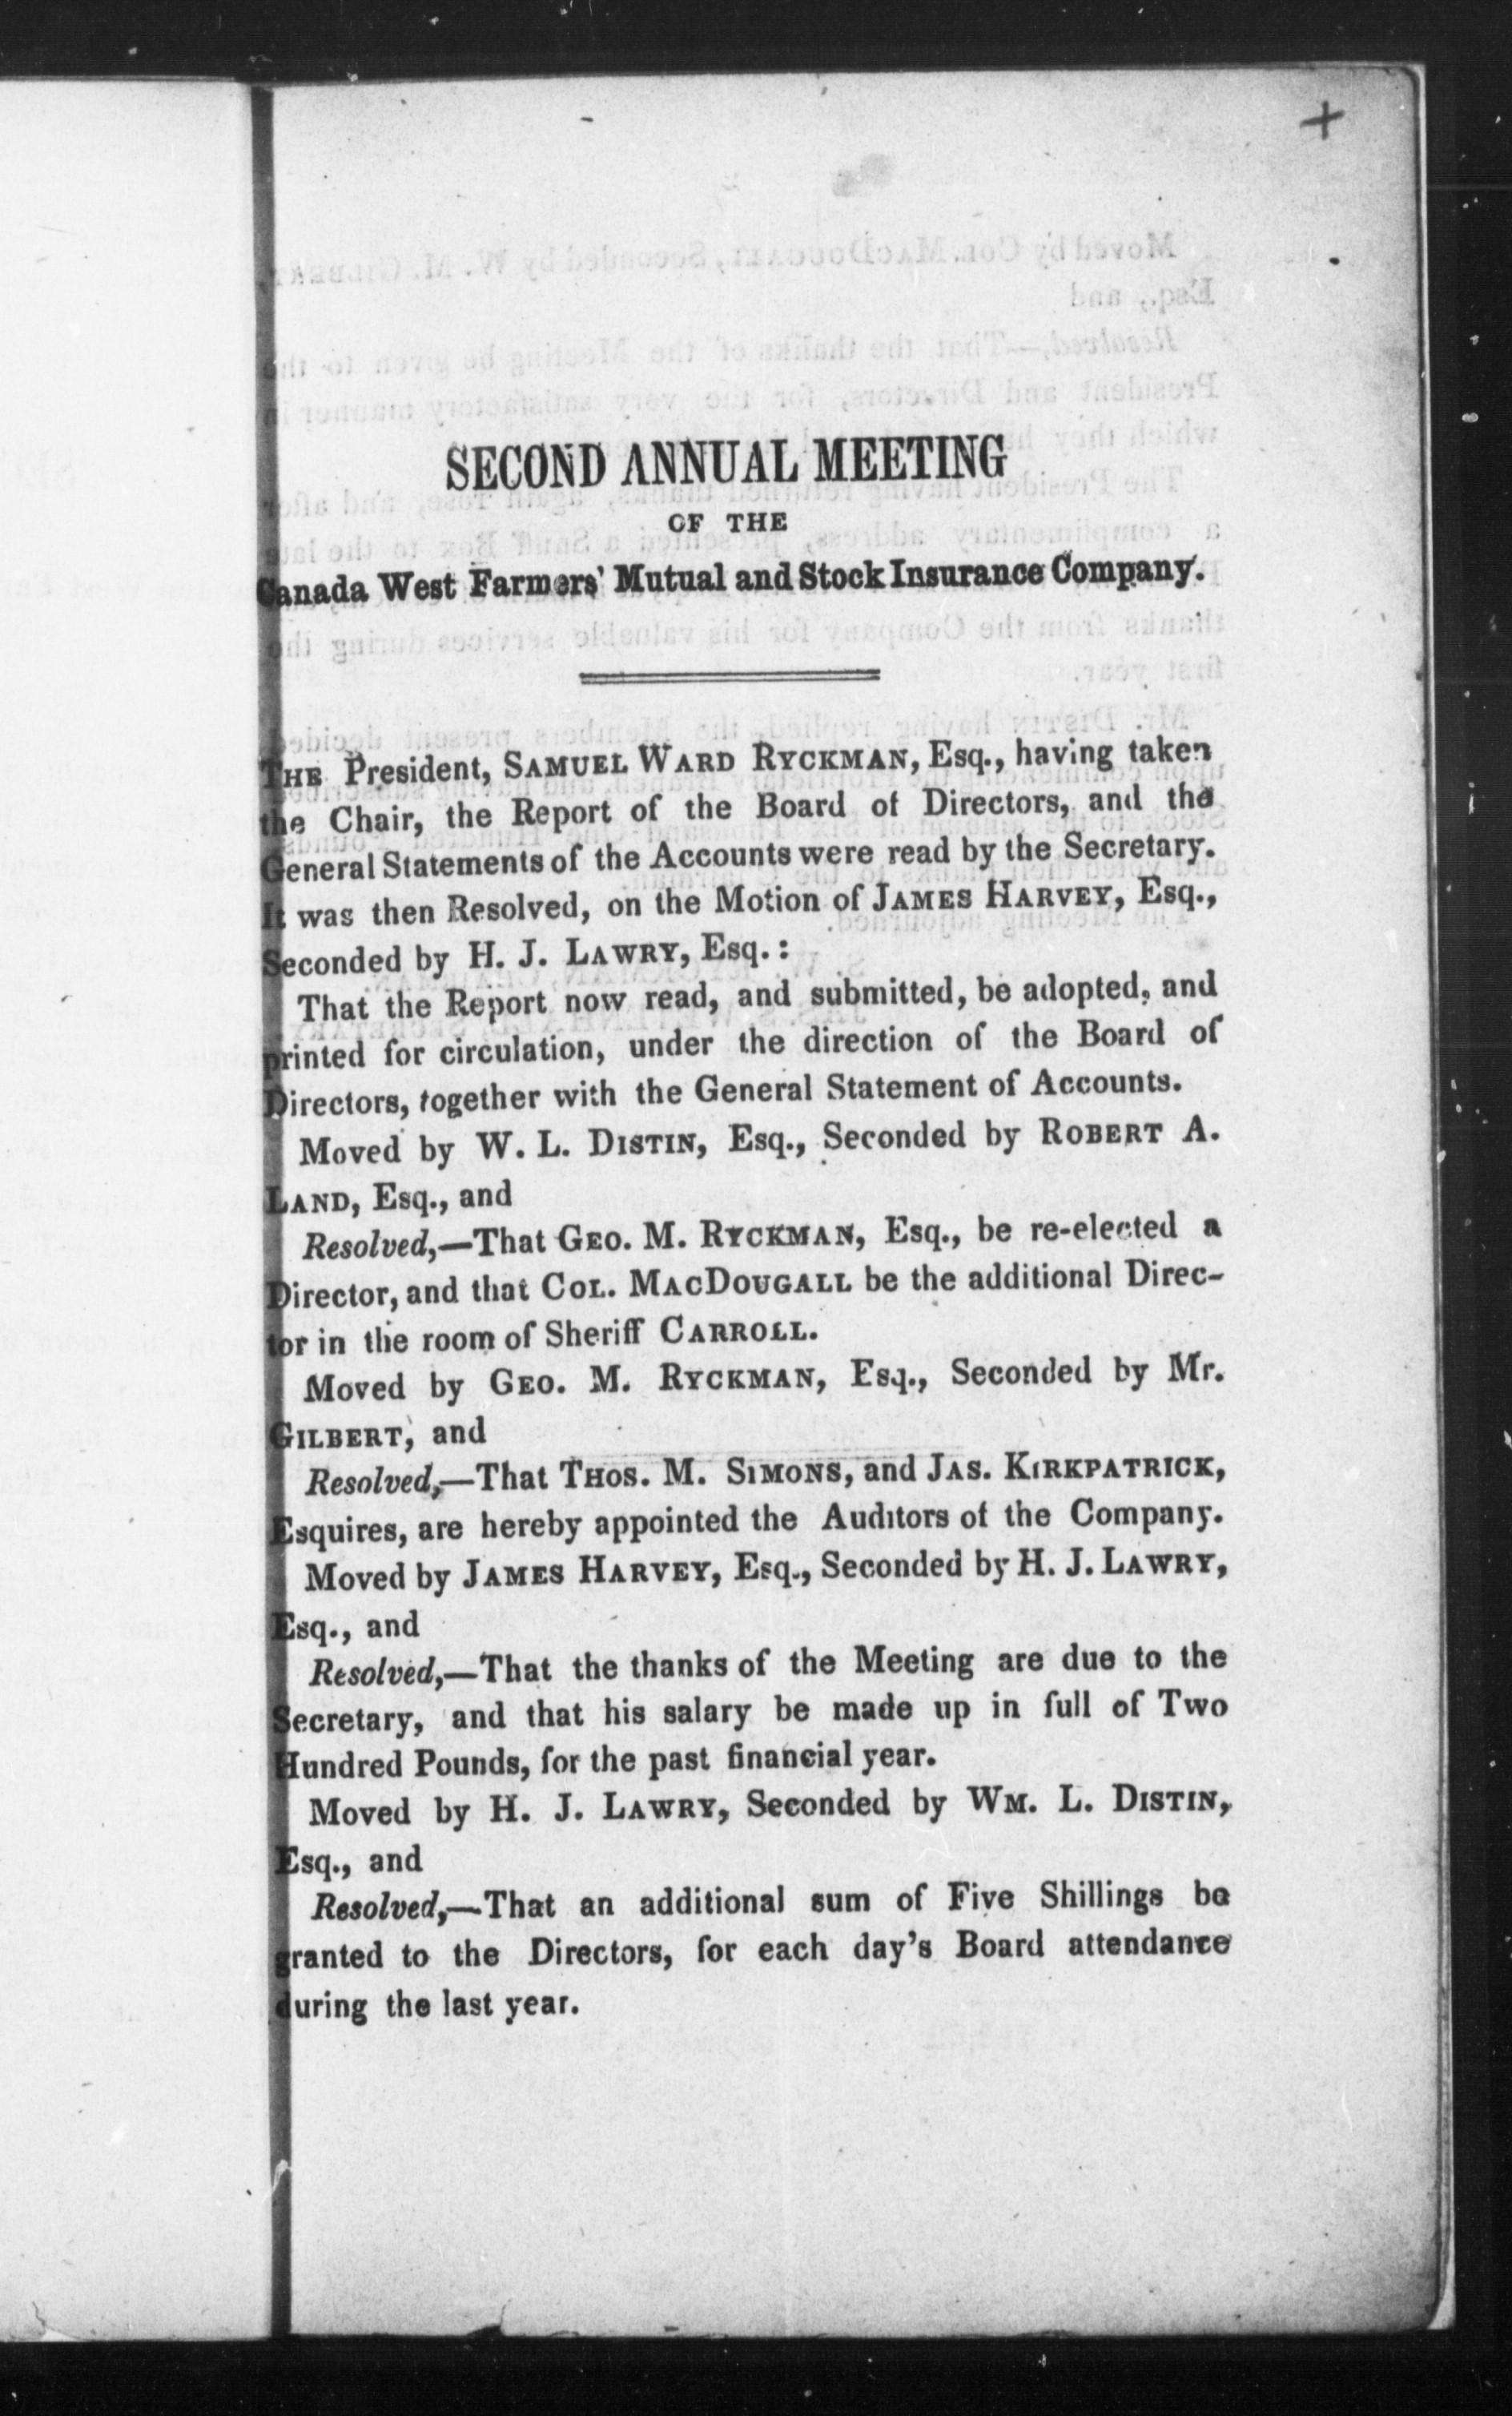 SECOND ANNUAL MEETING
OF THE
Canada West Farmers' Mutual and Stock Insurance Company.
THE President, SAMUEL WARD RYCKMAN, Esq., having taken
the Chair, the Report of the Board of Directors, and the
General Statements of the Accounts were read by the Secretary.
It was then Resolved, on the Motion of JAMES HARVEY, Esq.,
Seconded by H. J. LAWRY, Esq.:
That the Report now read, and submitted, be adopted, and
printed for circulation, under the direction of the Board of
Directors, together with the General Statement of Accounts.
Moved by W. L. DISTIN, Esq., Seconded by ROBERT A.
LAND, Esq., and
Resolved,—That GEO. M. RYCKMAN, Esq., be re-elected a
Director, and that COL. MACDOUGALL be the additional Direc-
tor in the room of Sheriff CARROLL.
Moved by GEO. M. RYCKMAN, Esq., Seconded by Mr.
GILBERT, and
Resolved,—That THOS. M. SIMONS, and JAS. KIRKPATRICK,
Esquires, are hereby appointed the Auditors of the Company.
Moved by JAMES HARVEY, Esq., Seconded by H. J. LAWRY,
Esq., and
Resolved,—That the thanks of the Meeting are due to the
Secretary, and that his salary be made up in full of Two
Hundred Pounds, for the past financial year.
Moved by H. J. LAWRY, Seconded by WM. L. DISTIN,
Esq., and
Resolved,—That an additional sum of Five Shillings be
granted to the Directors, for each day's Board attendance
during the last year.